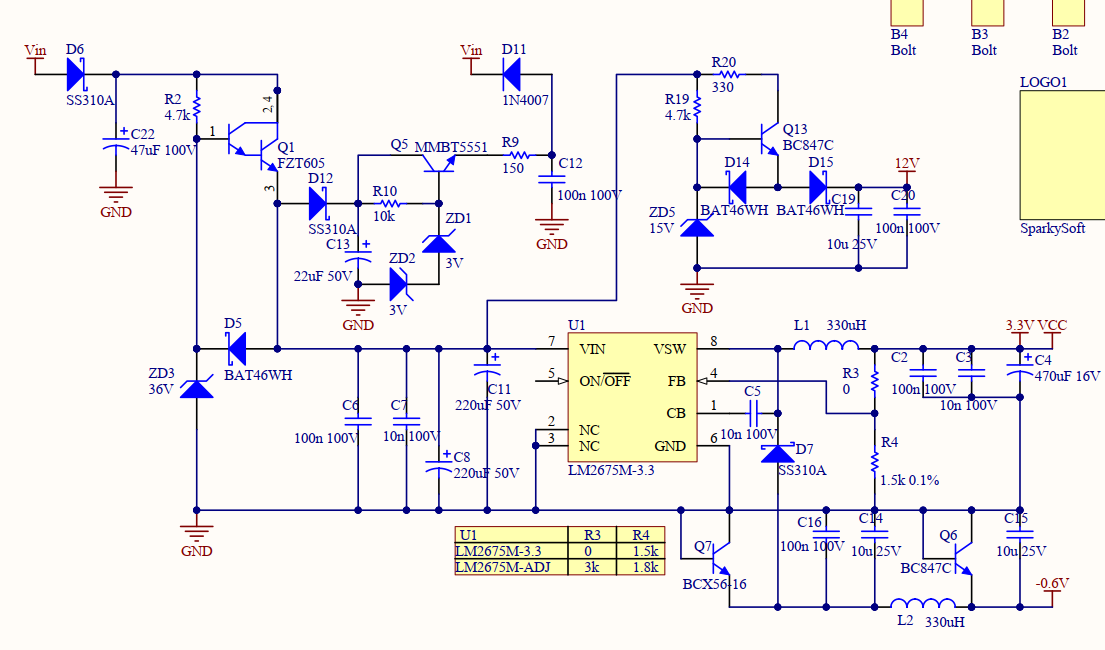 B4
Bolt
B3
Bolt
B2
Bolt
LOGO1
SparkySoft
Vin
D6
SS310A
C22
47uF 100V
GND
R2
4.7k
1
2,4
3
Q1
FZT605
D12
SS310A
Vin
D11
1N4007
Q5
MMBT5551
R9
150
C12
100n 100V
GND
R10
10k
C13
22uF 50V
GND
ZD1
3V
ZD2
3V
R20
330
R19
4.7k
Q13
BC847C
D14
BAT46WH
D15
BAT46WH
12V
C19
10u 25V
C20
100n 100V
ZD5
15V
GND
D5
BAT46WH
ZD3
36V
GND
C6
100n 100V
C7
10n 100V
C8
220uF 50V
C11
220uF 50V
U1
7 VIN
5 ON/OFF
2 NC
3 NC
VSW 8
FB 4
CB 1
GND 6
LM2675M-3.3
L1 330uH
C5
10n 100V
D7
SS310A
R3
0
R4
1.5k 0.1%
C2
100n 100V
C3
10n 100V
3.3V VCC
C4
470uF 16V
U1 R3 R4
LM2675M-3.3 0 1.5k
LM2675M-ADJ 3k 1.8k
Q7
BCX56-16
C16
100n 100V
C14
10u 25V
Q6
BC847C
C15
10u 25V
L2 330uH
-0.6V